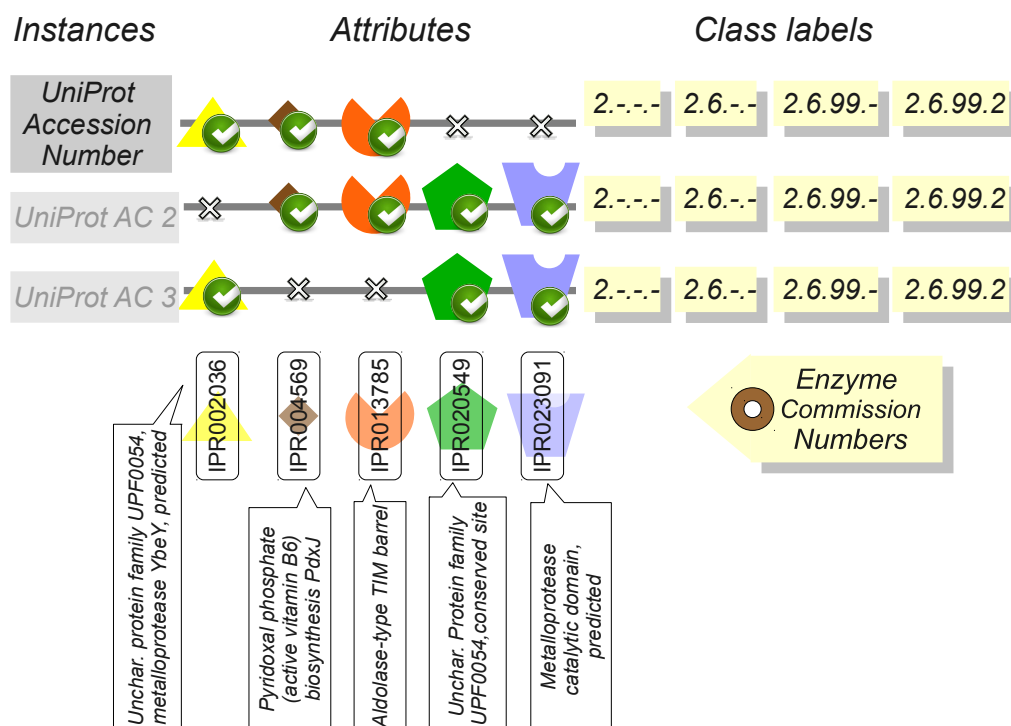 Instances
Attributes
Class labels
UniProt
Accession
Number
2.-.-.-
2.6.-.-
2.6.99.-
2.6.99.2
UniProt AC 2
2.-.-.-
2.6.-.-
2.6.99.-
2.6.99.2
UniProt AC 3
2.-.-.-
2.6.-.-
2.6.99.-
2.6.99.2
IPR002036
IPR004569
IPR013785
IPR020549
IPR023091
Enzyme
Commission
Numbers
Unchar. protein family UPF0054,
metalloprotease YbeY, predicted
Pyridoxal phosphate
(active vitamin B6)
biosynthesis PdxJ
Aldolase-type TIM barrel
Unchar. Protein family
UPF0054,conserved site
Metalloprotease
catalytic domain,
predicted